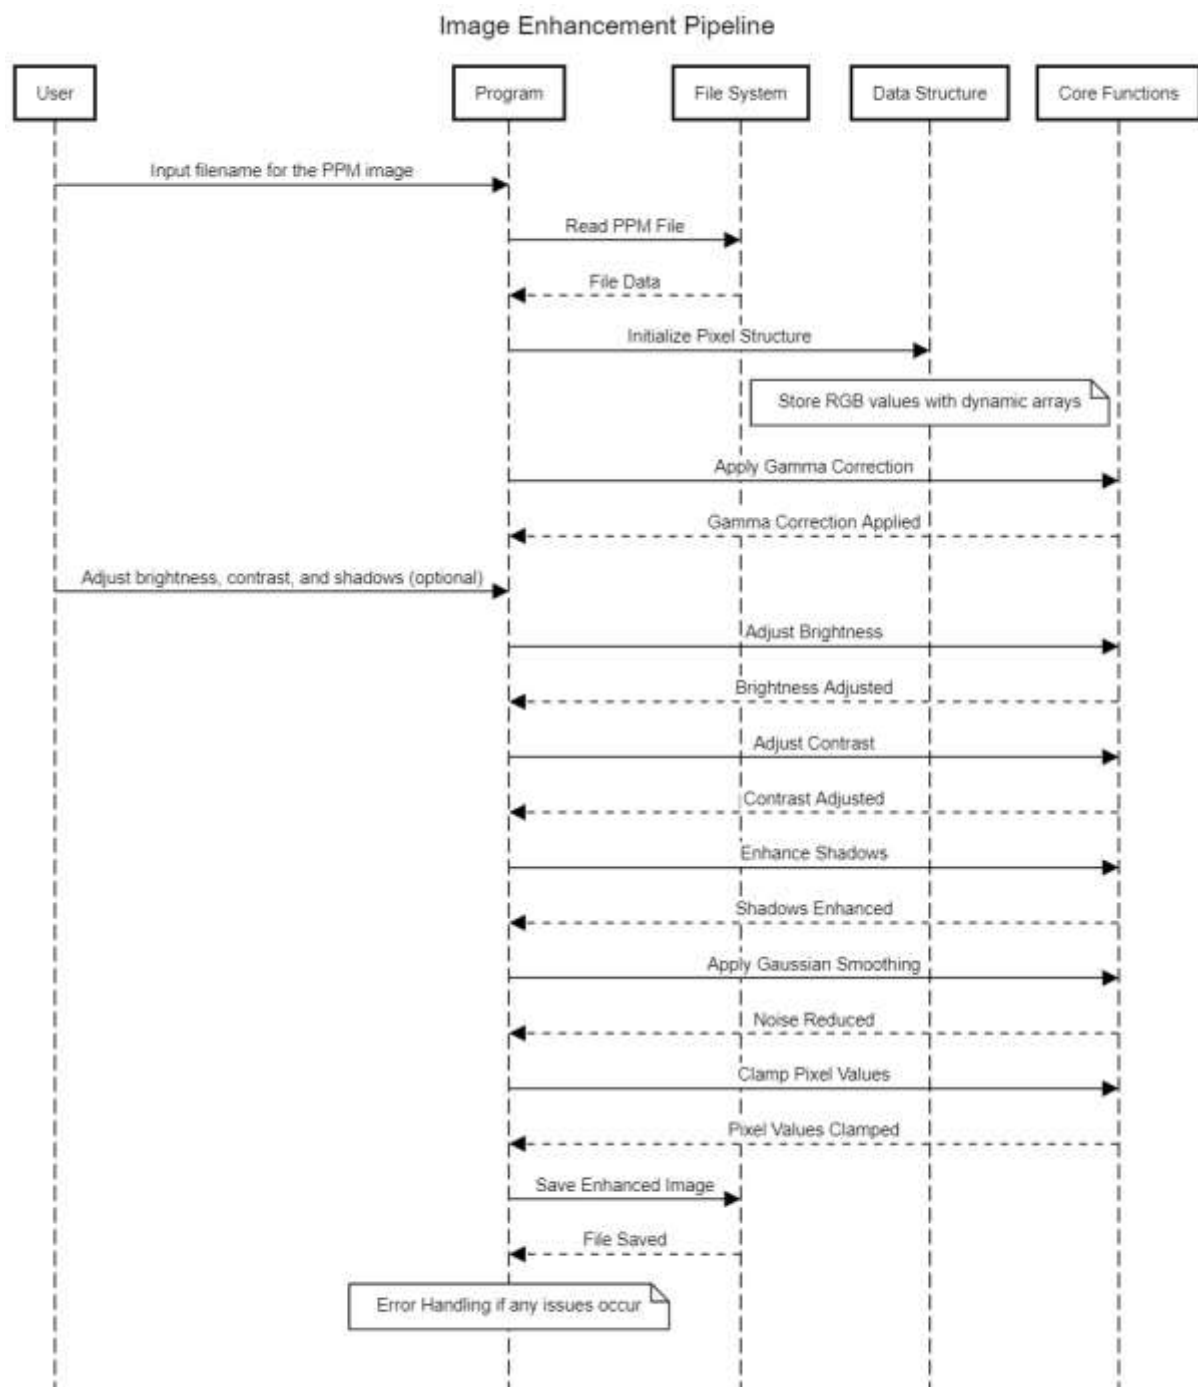 Image Enhancement Pipeline
User
Program
File System
Data Structure
Core Functions
Input filename for the PPM image
Read PPM File
File Data
Initialize Pixel Structure
Store RGB values with dynamic arrays
Apply Gamma Correction
Gamma Correction Applied
Adjust brightness, contrast, and shadows (optional)
Adjust Brightness
Brightness Adjusted
Adjust Contrast
Contrast Adjusted
Enhance Shadows
Shadows Enhanced
Apply Gaussian Smoothing
Noise Reduced
Clamp Pixel Values
Pixel Values Clamped
Save Enhanced Image
File Saved
Error Handling if any issues occur